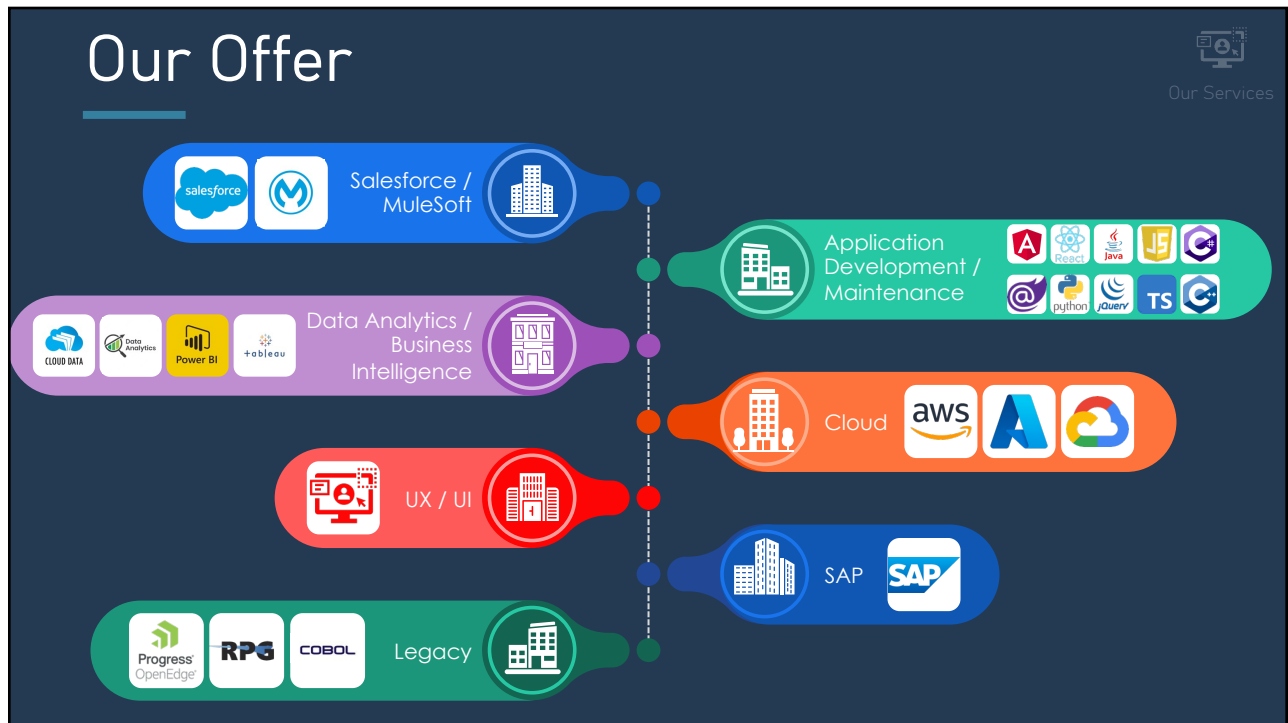 Our Offer
Our Services
salesforce
Salesforce /
MuleSoft
Application
Development /
Maintenance
A
React
Java
JS
C#
@
python
jQuery
TS
C++
CLOUD DATA
Data
Analytics
Power BI
+ableau
Data Analytics /
Business
Intelligence
Cloud
aws
UX / UI
SAP
SAP
Progress®
OpenEdge®
RPG
COBOL
Legacy